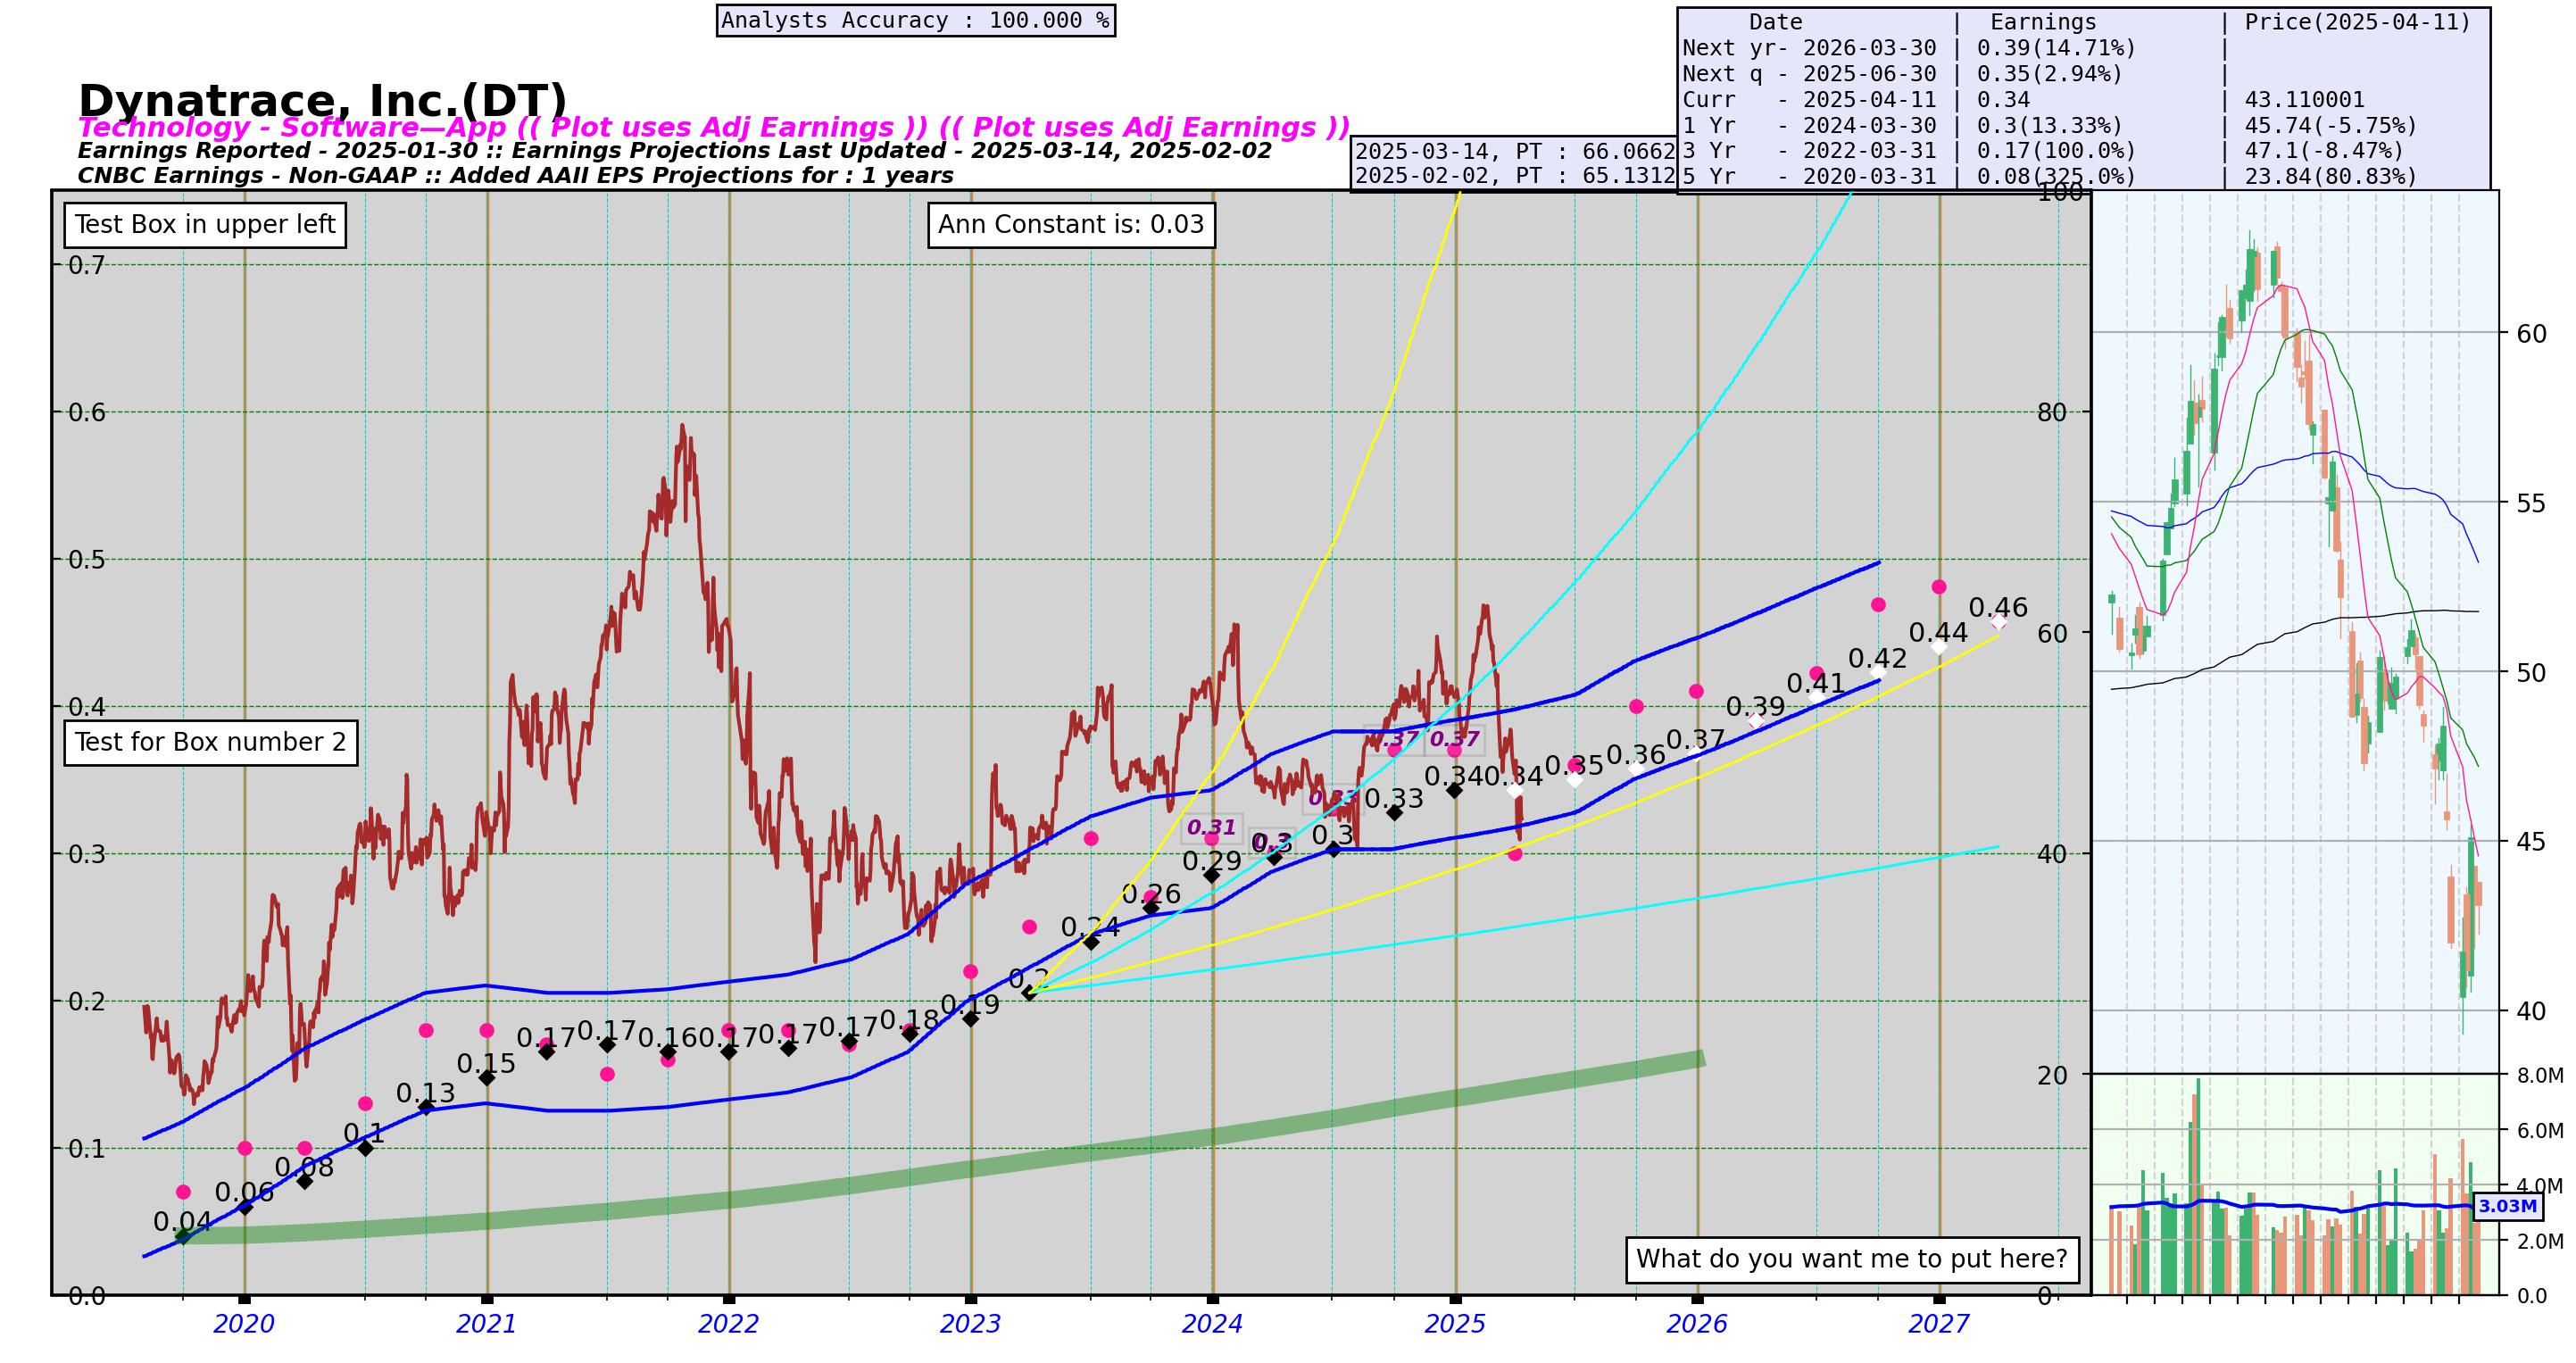 Analysts Accuracy : 100.000 %
Date | Earnings | Price(2025-04-11)
Next yr- 2026-03-30 | 0.39(14.71%) |
Next q - 2025-06-30 | 0.35(2.94%) |
Curr - 2025-04-11 | 0.34 | 43.110001
1 Yr - 2024-03-30 | 0.3(13.33%) | 45.74(-5.75%)
3 Yr - 2022-03-31 | 0.17(100.0%) | 47.1(-8.47%)
5 Yr - 2020-03-31 | 0.08(325.0%) | 23.84(80.83%)
Dynatrace, Inc.(DT)
Technology - Software—App (( Plot uses Adj Earnings )) (( Plot uses Adj Earnings ))
Earnings Reported - 2025-01-30 :: Earnings Projections Last Updated - 2025-03-14, 2025-02-02
CNBC Earnings - Non-GAAP :: Added AAII EPS Projections for : 1 years
2025-03-14, PT : 66.0662
2025-02-02, PT : 65.1312
Test Box in upper left
Ann Constant is: 0.03
Test for Box number 2
What do you want me to put here?
0.7
0.6
0.5
0.4
0.3
0.2
0.1
0.0
100
80
60
40
20
0
0.04
0.06
0.08
0.1
0.13
0.15
0.17
0.17
0.16
0.17
0.17
0.17
0.18
0.19
0.2
0.24
0.26
0.29
0.3
0.3
0.33
0.34
0.34
0.35
0.36
0.37
0.39
0.41
0.42
0.44
0.46
0.31
0.3
0.33
0.37
60
55
50
45
40
8.0M
6.0M
4.0M
3.03M
2.0M
0.0
2020
2021
2022
2023
2024
2025
2026
2027